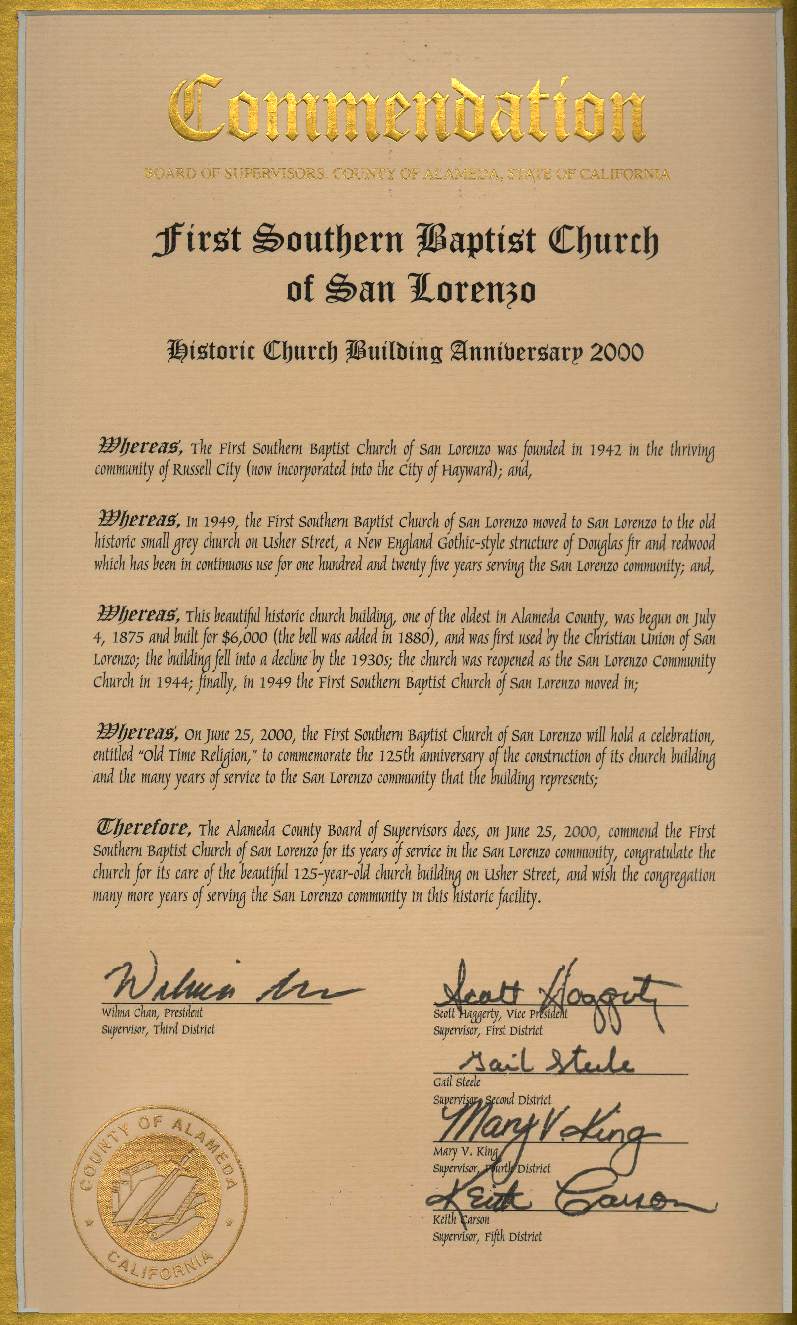 Commendation
BOARD OF SUPERVISORS, COUNTY OF ALAMEDA, STATE OF CALIFORNIA
First Southern Baptist Church
of San Lorenzo
Historic Church Building Anniversary 2000
Whereas, The First Southern Baptist Church of San Lorenzo was founded in 1942 in the thriving
community of Russell City (now incorporated into the City of Hayward); and,
Whereas, In 1949, the First Southern Baptist Church of San Lorenzo moved to San Lorenzo to the old
historic small grey church on Usher Street, a New England Gothic-style structure of Douglas fir and redwood
which has been in continuous use for one hundred and twenty five years serving the San Lorenzo community; and,
Whereas, This beautiful historic church building, one of the oldest in Alameda County, was begun on July
4, 1875 and built for $6,000 (the bell was added in 1880), and was first used by the Christian Union of San
Lorenzo; the building fell into a decline by the 1930s; the church was reopened as the San Lorenzo Community
Church in 1944; finally, in 1949 the First Southern Baptist Church of San Lorenzo moved in;
Whereas, On June 25, 2000, the First Southern Baptist Church of San Lorenzo will hold a celebration,
entitled "Old Time Religion," to commemorate the 125th anniversary of the construction of its church building
and the many years of service to the San Lorenzo community that the building represents;
Therefore, The Alameda County Board of Supervisors does, on June 25, 2000, commend the First
Southern Baptist Church of San Lorenzo for its years of service in the San Lorenzo community, congratulate the
church for its care of the beautiful 125-year-old church building on Usher Street, and wish the congregation
many more years of serving the San Lorenzo community in this historic facility.
Wilma
Wilma Chan, President
Supervisor, Third District
Scott Haggerty
Scott Haggerty, Vice President
Supervisor, First District
Gail Steele
Gail Steele
Supervisor, Second District
Mary V. King
Mary V. King
Supervisor, Fourth District
Keith Carson
Keith Carson
Supervisor, Fifth District
COUNTY OF ALAMEDA
CALIFORNIA